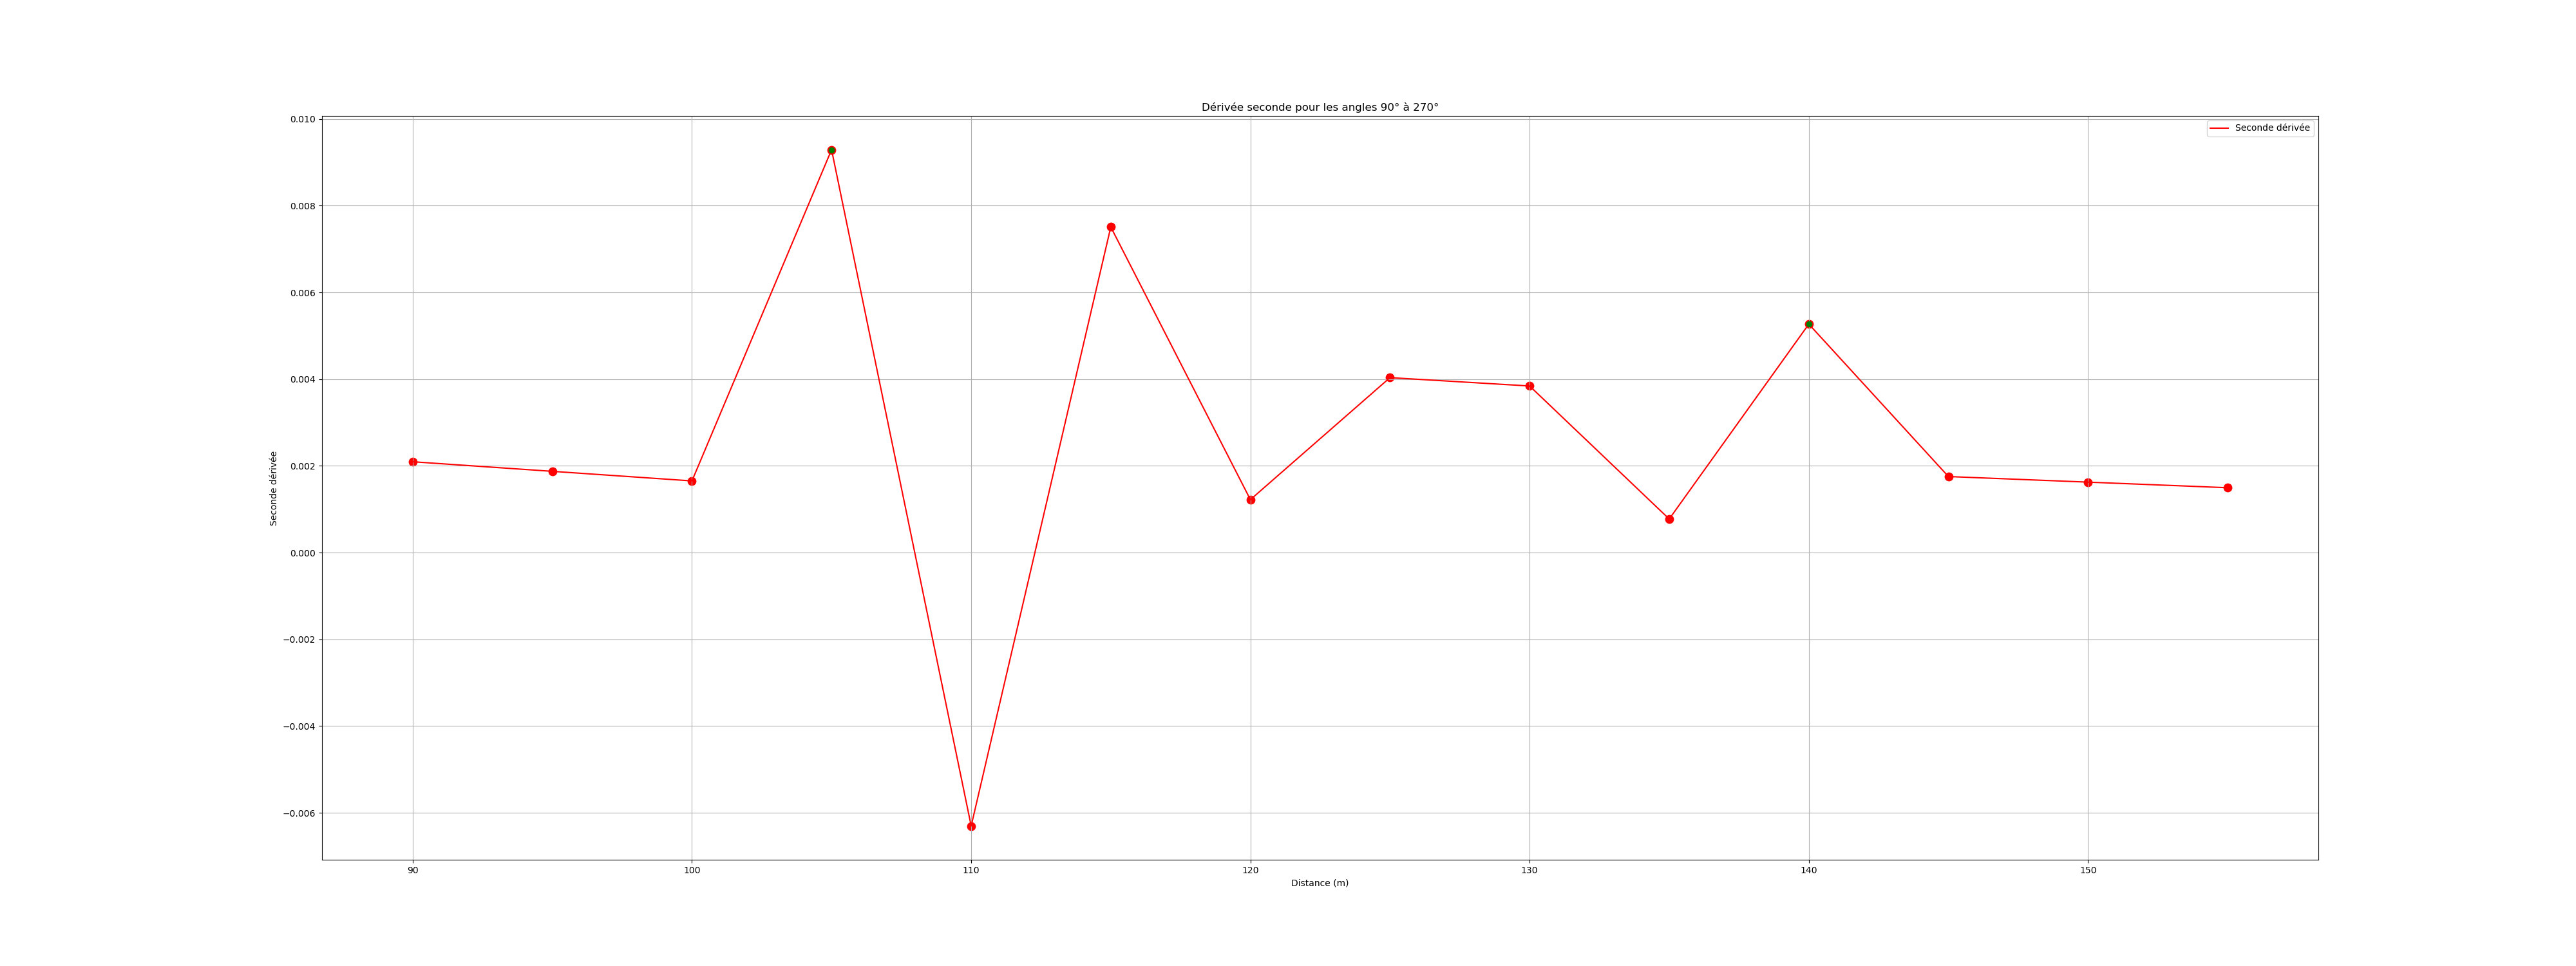 Dérivée seconde pour les angles 90° à 270°
Seconde dérivée
0.010
0.008
0.006
0.004
0.002
0.000
−0.002
−0.004
−0.006
Seconde dérivée
90 100 110 120 130 140 150
Distance (m)